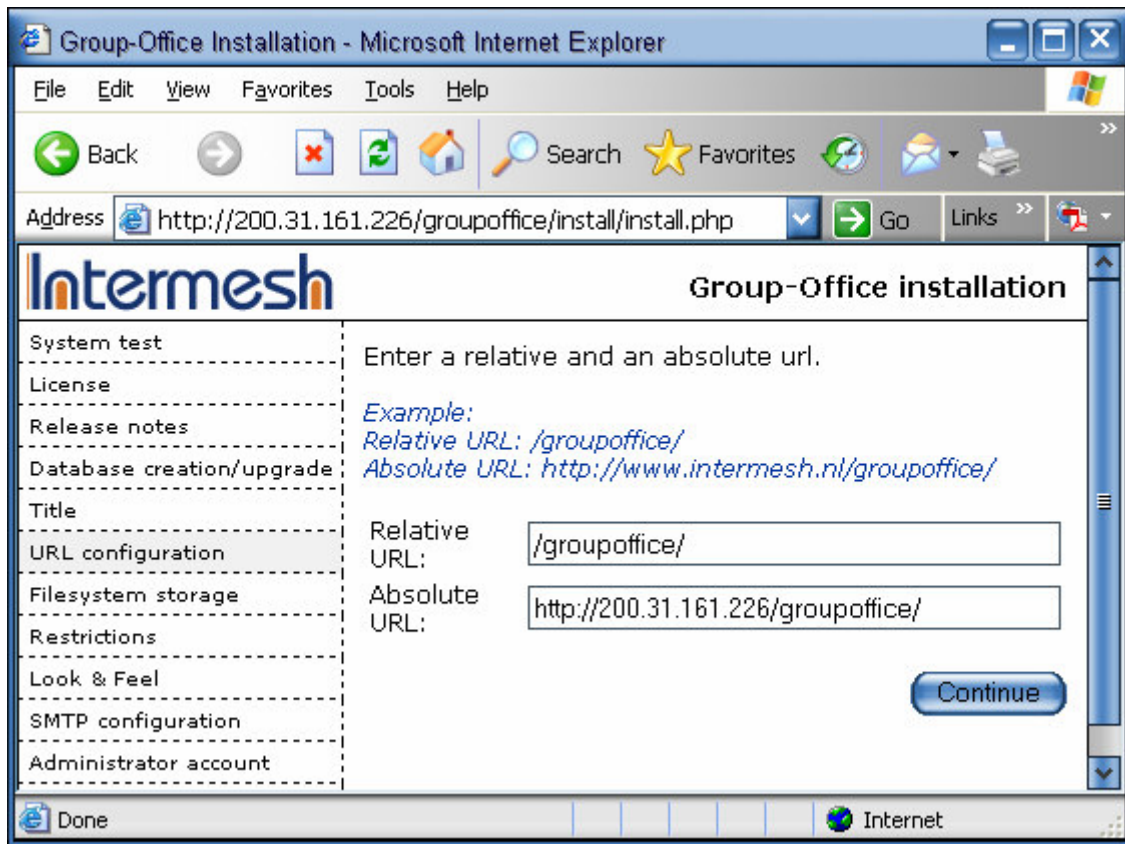 Group-Office Installation - Microsoft Internet Explorer
File Edit View Favorites Tools Help
Back Search Favorites
Address http://200.31.161.226/groupoffice/install/install.php Go Links
Intermesh
Group-Office installation
System test
License
Release notes
Database creation/upgrade
Title
URL configuration
Filesystem storage
Restrictions
Look & Feel
SMTP configuration
Administrator account
Enter a relative and an absolute url.
Example:
Relative URL: /groupoffice/
Absolute URL: http://www.intermesh.nl/groupoffice/
Relative
URL:
/groupoffice/
Absolute
URL:
http://200.31.161.226/groupoffice/
Continue
Done Internet